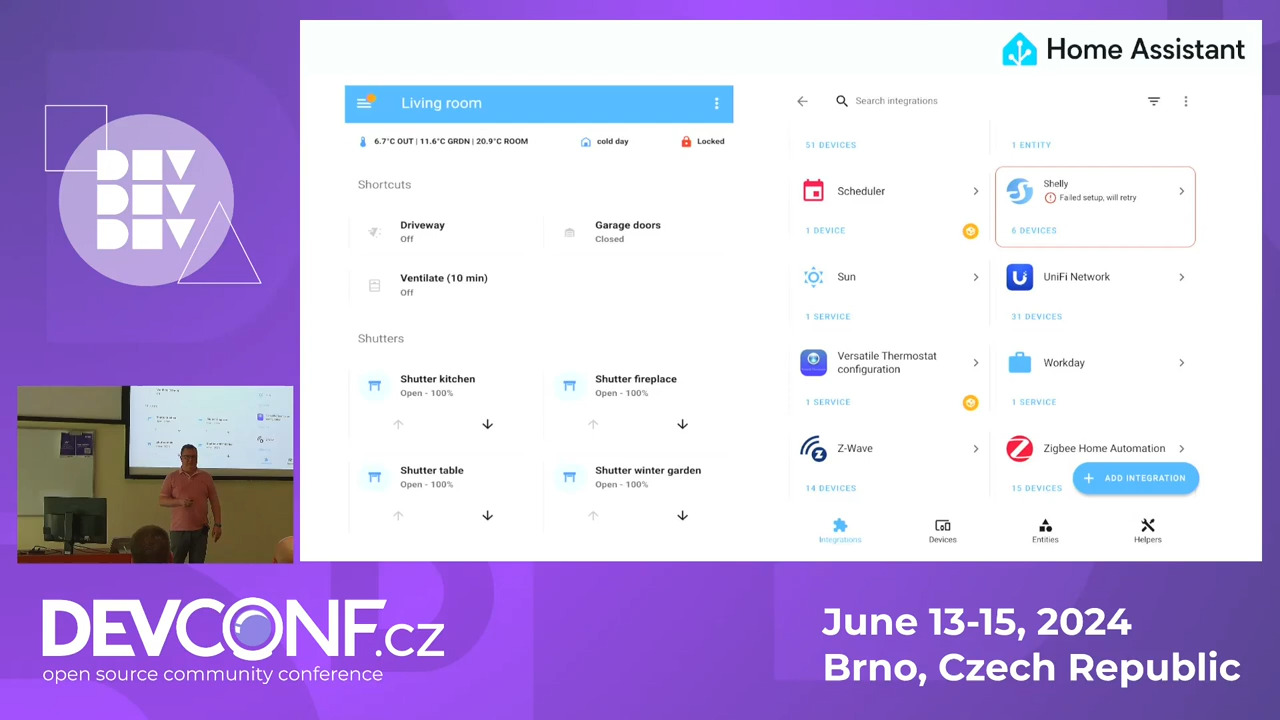 DEV
DEV
DEV
Home Assistant
Living room
6.7°C OUT | 11.6°C GRDN | 20.9°C ROOM
cold day
Locked
Shortcuts
Driveway
Off
Garage doors
Closed
Ventilate (10 min)
Off
Shutters
Shutter kitchen
Open - 100%
Shutter fireplace
Open - 100%
Shutter table
Open - 100%
Shutter winter garden
Open - 100%
Search integrations
51 DEVICES
1 ENTITY
Scheduler
1 DEVICE
Shelly
Failed setup, will retry
6 DEVICES
Sun
1 SERVICE
UniFi Network
31 DEVICES
Versatile Thermostat
configuration
1 SERVICE
Workday
1 SERVICE
Z-Wave
14 DEVICES
Zigbee Home Automation
15 DEVICES
ADD INTEGRATION
Integrations
Devices
Entities
Helpers
DEVCONF.cz
open source community conference
June 13-15, 2024
Brno, Czech Republic